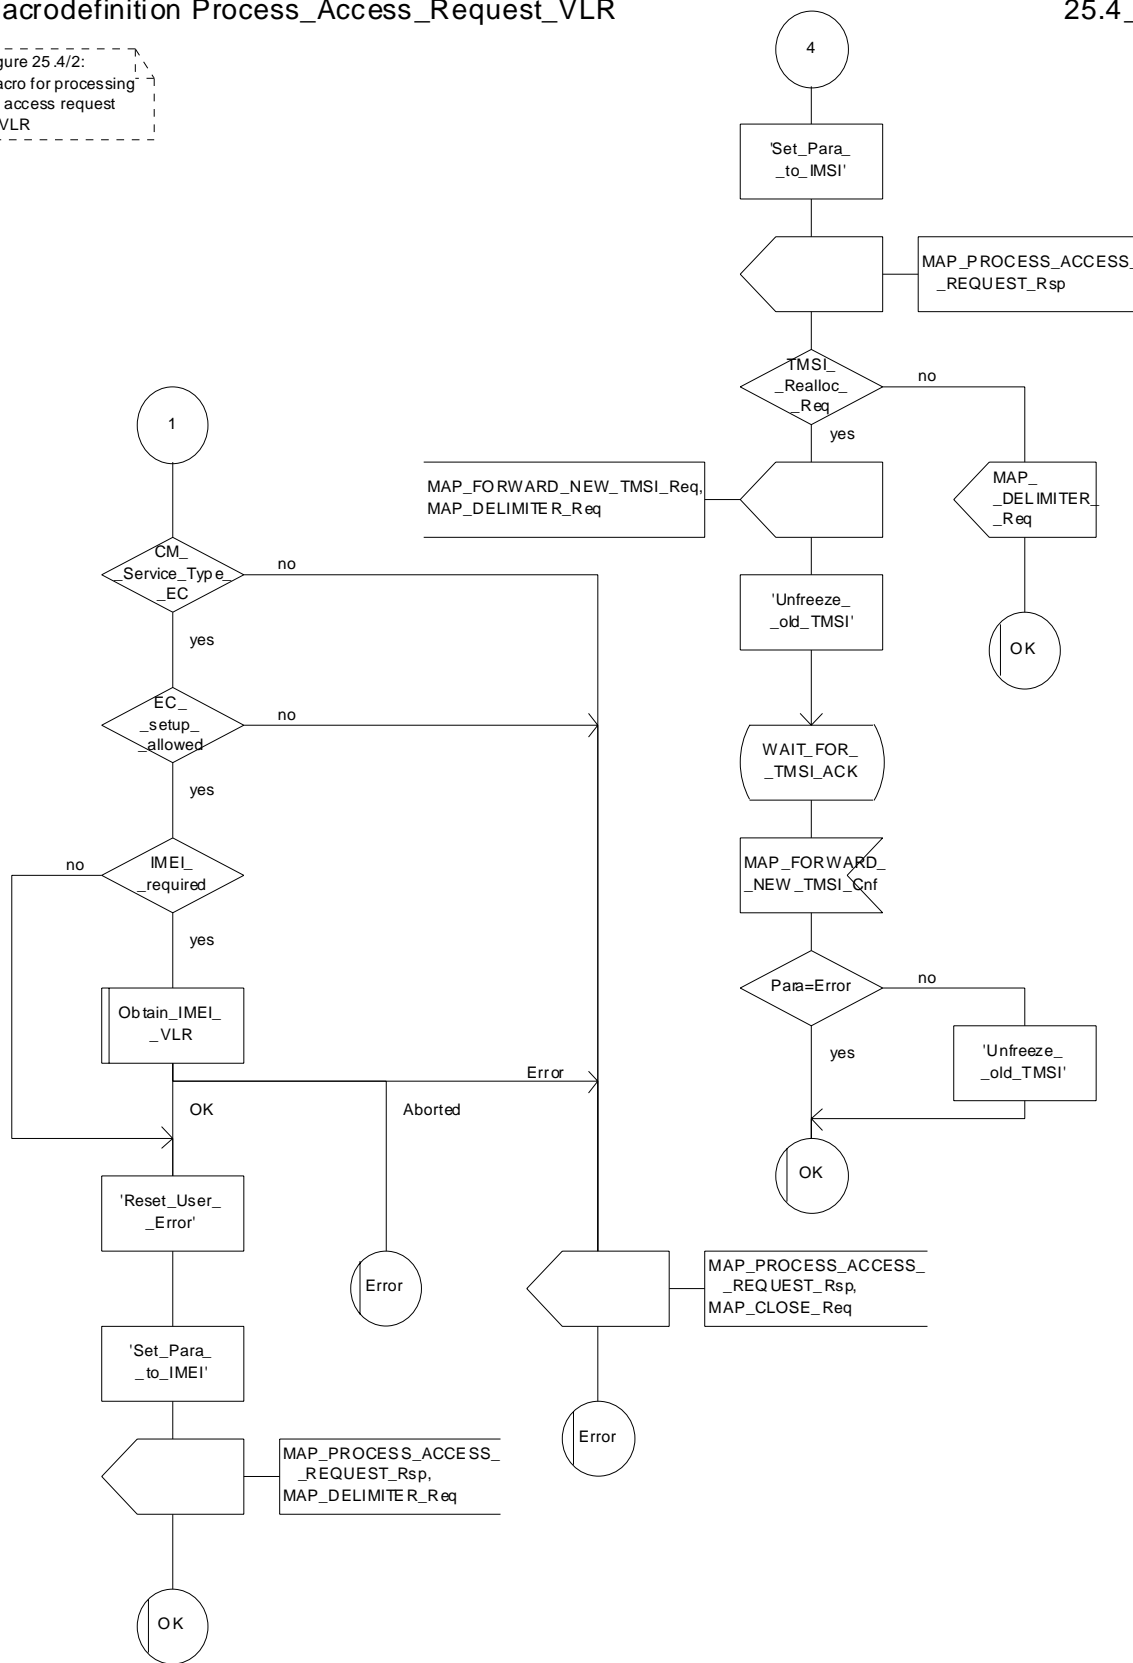 acrodefinition Process_Access_Request_VLR
25.4_
gure 25.4/2:
acro for processing
access request
VLR
4
'Set_Para_
_to_IMSI'
MAP_PROCESS_ACCESS_
_REQUEST_Rsp
TMSI_
_Realloc_
_Req
no
yes
MAP_FORWARD_NEW_TMSI_Req,
MAP_DELIMITER_Req
MAP_
_DELIMITER_
_Req
'Unfreeze_
_old_TMSI'
OK
WAIT_FOR_
_TMSI_ACK
MAP_FORWARD_
_NEW_TMSI_Cnf
Para=Error
no
yes
'Unfreeze_
_old_TMSI'
OK
1
CM_
_Service_Type_
_EC
no
yes
EC_
_setup_
_allowed
no
yes
IMEI_
_required
no
yes
Obtain_IMEI_
_VLR
Error
OK
Aborted
'Reset_User_
_Error'
Error
MAP_PROCESS_ACCESS_
_REQUEST_Rsp,
MAP_CLOSE_Req
'Set_Para_
_to_IMEI'
Error
MAP_PROCESS_ACCESS_
_REQUEST_Rsp,
MAP_DELIMITER_Req
OK